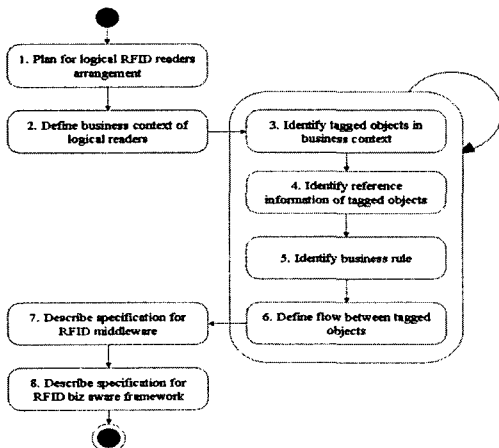 1. Plan for logical RFID readers
arrangement
2. Define business context of
logical readers
3. Identify tagged objects in
business context
4. Identify reference
information of tagged objects
5. Identify business rule
6. Define flow between tagged
objects
7. Describe specification for
RFID middleware
8. Describe specification for
RFID biz aware framework